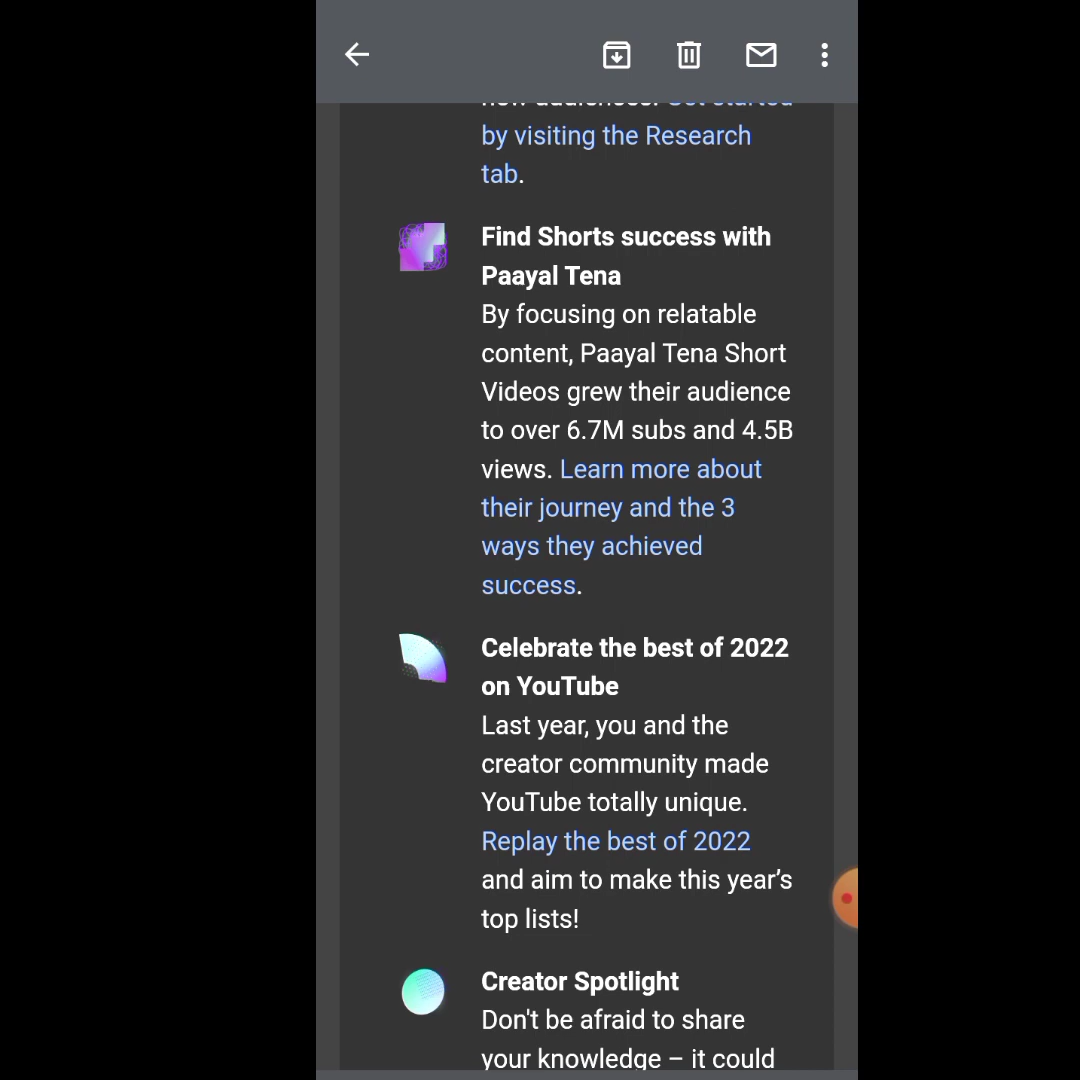 by visiting the Research
tab.
Find Shorts success with
Paayal Tena
By focusing on relatable
content, Paayal Tena Short
Videos grew their audience
to over 6.7M subs and 4.5B
views. Learn more about
their journey and the 3
ways they achieved
success.
Celebrate the best of 2022
on YouTube
Last year, you and the
creator community made
YouTube totally unique.
Replay the best of 2022
and aim to make this year’s
top lists!
Creator Spotlight
Don't be afraid to share
your knowledge – it could